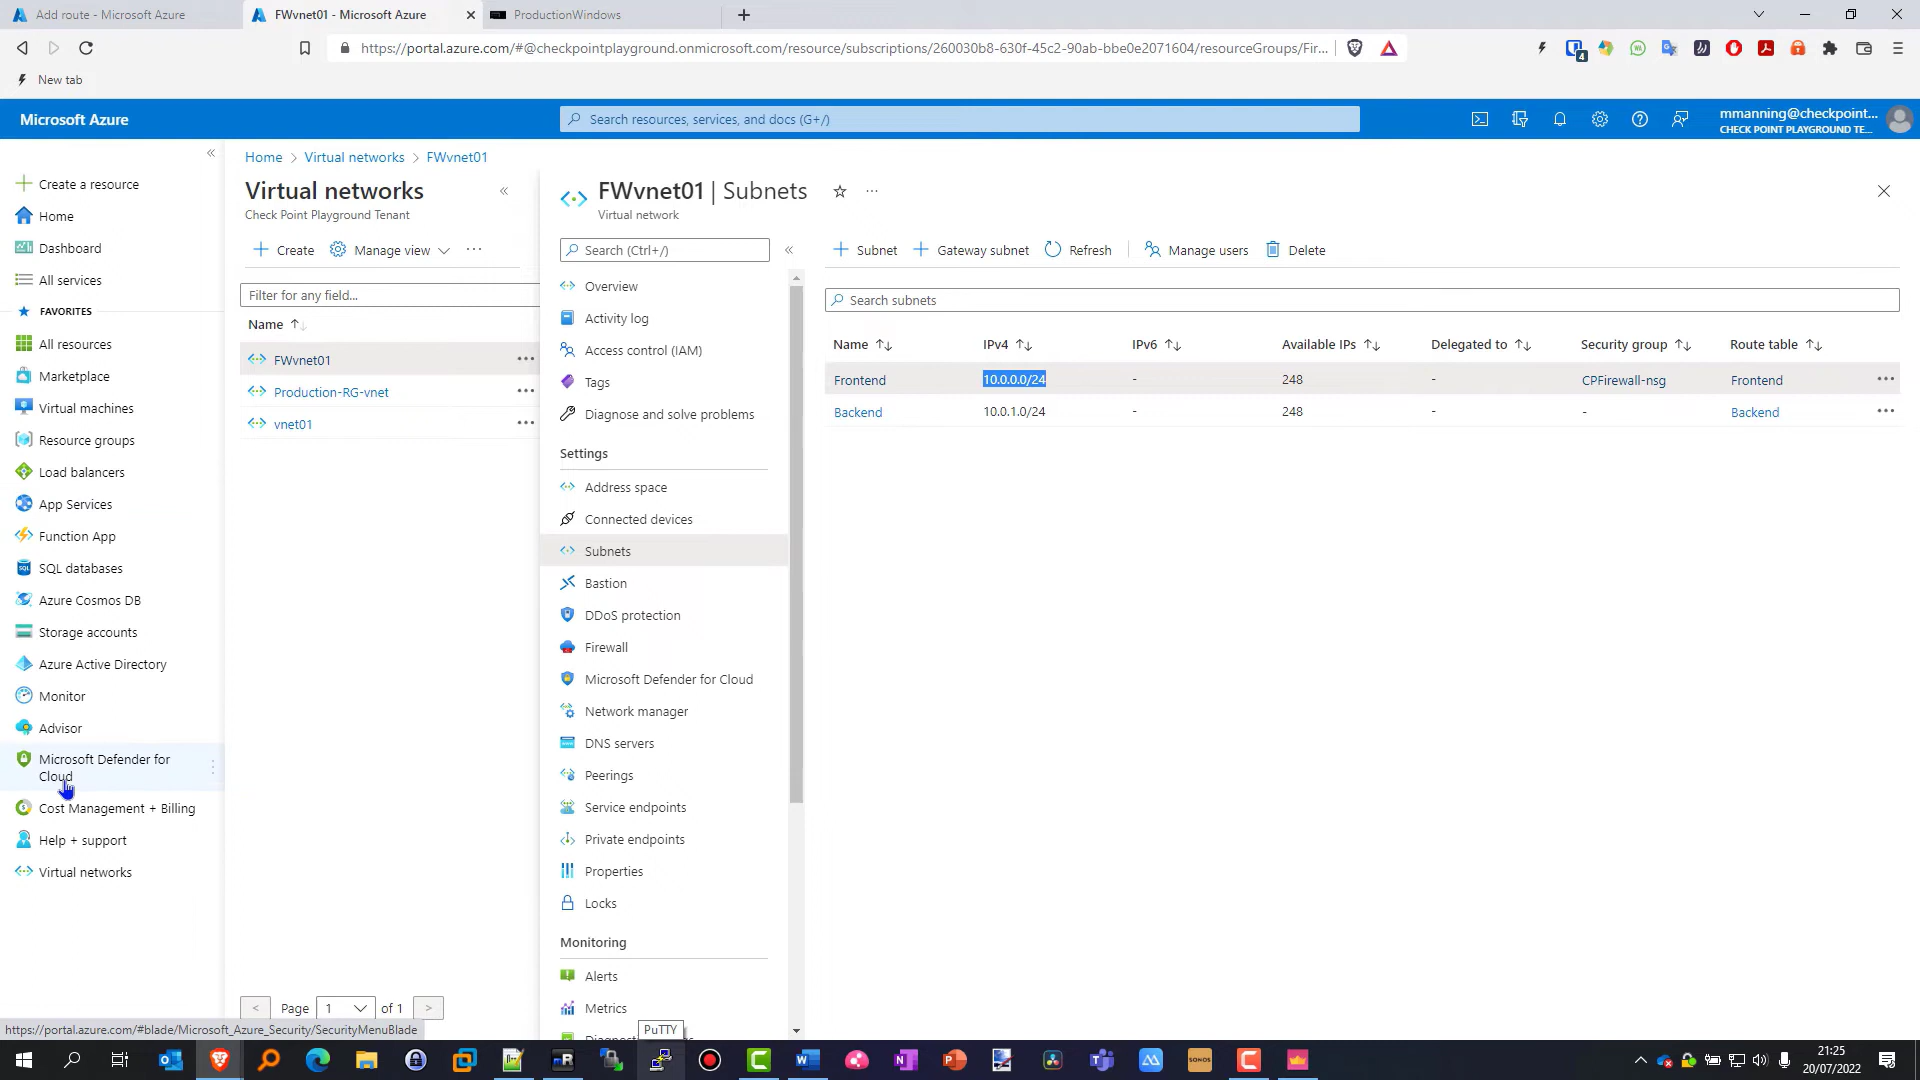 Add route - Microsoft Azure
FWvnet01 - Microsoft Azure
ProductionWindows
https://portal.azure.com/#@checkpointplayground.onmicrosoft.com/resource/subscriptions/260030b8-630f-45c2-90ab-bbe0e2071604/resourceGroups/Fir...
4
New tab
Microsoft Azure
Search resources, services, and docs (G+/)
mmanning@checkpoint...
CHECK POINT PLAYGROUND TE...
Create a resource
Home
Dashboard
All services
FAVORITES
All resources
Marketplace
Virtual machines
Resource groups
Load balancers
App Services
Function App
SQL databases
Azure Cosmos DB
Storage accounts
Azure Active Directory
Monitor
Advisor
Microsoft Defender for
Cloud
Cost Management + Billing
Help + support
Virtual networks
Home > Virtual networks > FWvnet01
Virtual networks
Check Point Playground Tenant
Create
Manage view
Filter for any field...
Name
FWvnet01
Production-RG-vnet
vnet01
< Page 1 of 1 >
FWvnet01 | Subnets
Virtual network
Search (Ctrl+/)
Overview
Activity log
Access control (IAM)
Tags
Diagnose and solve problems
Settings
Address space
Connected devices
Subnets
Bastion
DDoS protection
Firewall
Microsoft Defender for Cloud
Network manager
DNS servers
Peerings
Service endpoints
Private endpoints
Properties
Locks
Monitoring
Alerts
Metrics
Subnet
Gateway subnet
Refresh
Manage users
Delete
Search subnets
Name IPv4 IPv6 Available IPs Delegated to Security group Route table
Frontend 10.0.0.0/24 - 248 - CPFirewall-nsg Frontend
Backend 10.0.1.0/24 - 248 - - Backend
https://portal.azure.com/#blade/Microsoft_Azure_Security/SecurityMenuBlade
PuTTY
SONOS
21:25
20/07/2022